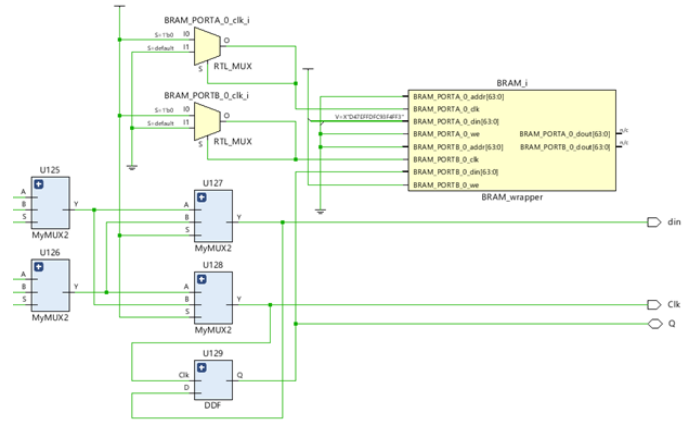 BRAM_PORTA_0_clk_i
S=1'b0 I0
S=default I1
O
S
RTL_MUX
BRAM_PORTB_0_clk_i
S=1'b0 I0
S=default I1
O
S
RTL_MUX
BRAM_i
BRAM_PORTA_0_addr[63:0]
BRAM_PORTA_0_clk
BRAM_PORTA_0_din[63:0]
BRAM_PORTA_0_we
BRAM_PORTB_0_addr[63:0]
BRAM_PORTB_0_clk
BRAM_PORTB_0_din[63:0]
BRAM_PORTB_0_we
BRAM_PORTA_0_dout[63:0] n/c
BRAM_PORTB_0_dout[63:0] n/c
BRAM_wrapper
U125
A
B
S
Y
MyMUX2
U126
A
B
S
Y
MyMUX2
U127
A
B
S
Y
MyMUX2
U128
A
B
S
Y
MyMUX2
U129
Clk
D
Q
DDF
din
Clk
Q